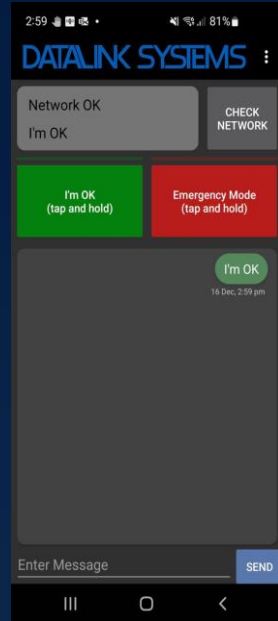 2:59
81%
DATALINK SYSTEMS
Network OK
I'm OK
CHECK
NETWORK
I'm OK
(tap and hold)
Emergency Mode
(tap and hold)
I'm OK
16 Dec, 2:59 pm
Enter Message
SEND